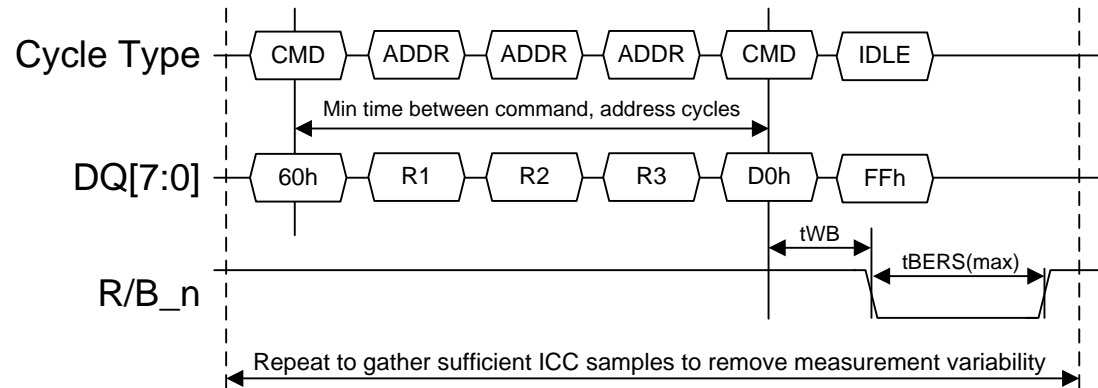 Cycle Type CMD ADDR ADDR ADDR CMD IDLE
Min time between command, address cycles
DQ[7:0] 60h R1 R2 R3 D0h FFh
tWB
tBERS(max)
R/B_n
Repeat to gather sufficient ICC samples to remove measurement variability